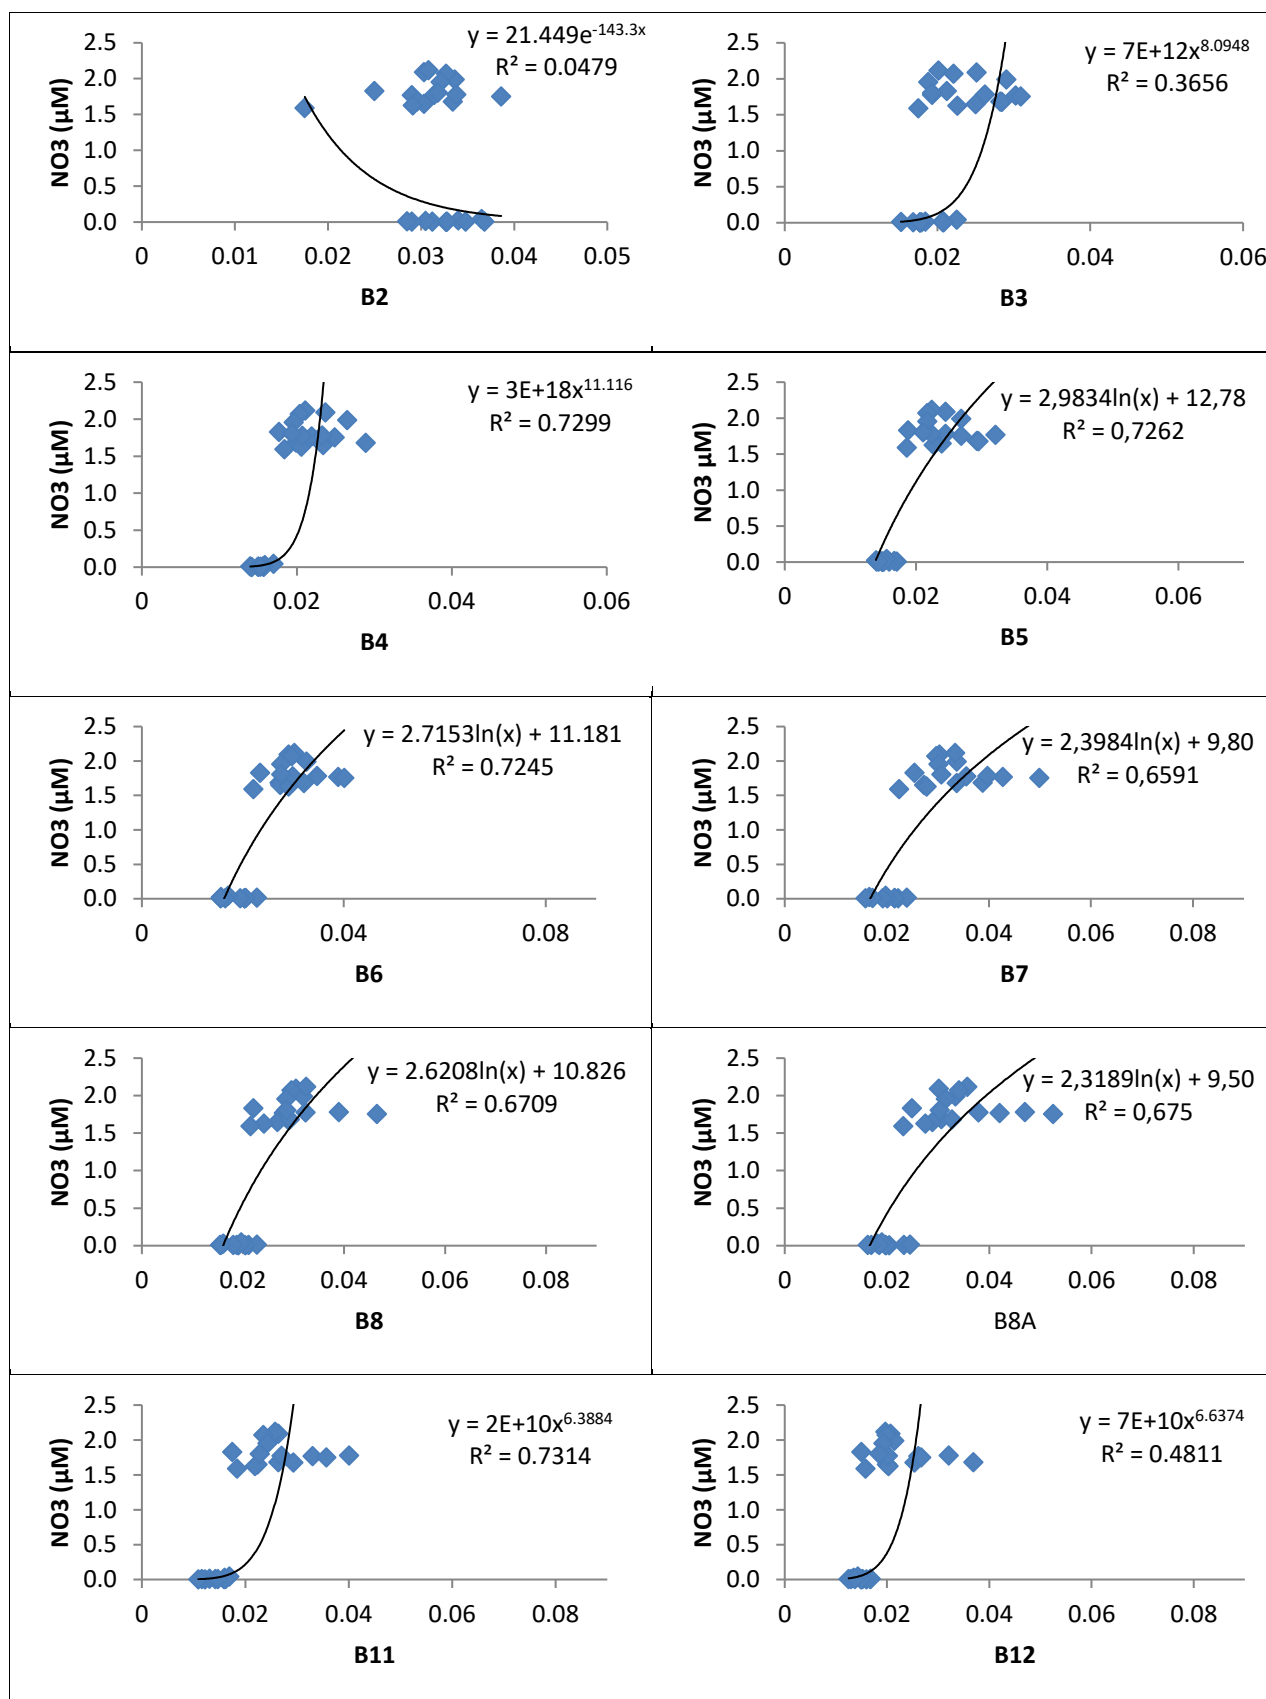 y = 21.449e^-143.3x
R² = 0.0479
2.5
2.0
1.5
1.0
0.5
0.0
NO3 (µM)
0 0.01 0.02 0.03 0.04 0.05
B2
y = 7E+12x^8.0948
R² = 0.3656
2.5
2.0
1.5
1.0
0.5
0.0
NO3 (µM)
0 0.02 0.04 0.06
B3
y = 3E+18x^11.116
R² = 0.7299
2.5
2.0
1.5
1.0
0.5
0.0
NO3 (µM)
0 0.02 0.04 0.06
B4
y = 2,9834ln(x) + 12,78
R² = 0,7262
2.5
2.0
1.5
1.0
0.5
0.0
NO3 µM)
0 0.02 0.04 0.06
B5
y = 2.7153ln(x) + 11.181
R² = 0.7245
2.5
2.0
1.5
1.0
0.5
0.0
NO3 (µM)
0 0.04 0.08
B6
y = 2,3984ln(x) + 9,80
R² = 0,6591
2.5
2.0
1.5
1.0
0.5
0.0
NO3 (µM)
0 0.02 0.04 0.06 0.08
B7
y = 2.6208ln(x) + 10.826
R² = 0.6709
2.5
2.0
1.5
1.0
0.5
0.0
NO3 (µM)
0 0.02 0.04 0.06 0.08
B8
y = 2,3189ln(x) + 9,50
R² = 0,675
2.5
2.0
1.5
1.0
0.5
0.0
NO3 (µM)
0 0.02 0.04 0.06 0.08
B8A
y = 2E+10x^6.3884
R² = 0.7314
2.5
2.0
1.5
1.0
0.5
0.0
NO3 (µM)
0 0.02 0.04 0.06 0.08
B11
y = 7E+10x^6.6374
R² = 0.4811
2.5
2.0
1.5
1.0
0.5
0.0
NO3 (µM)
0 0.02 0.04 0.06 0.08
B12